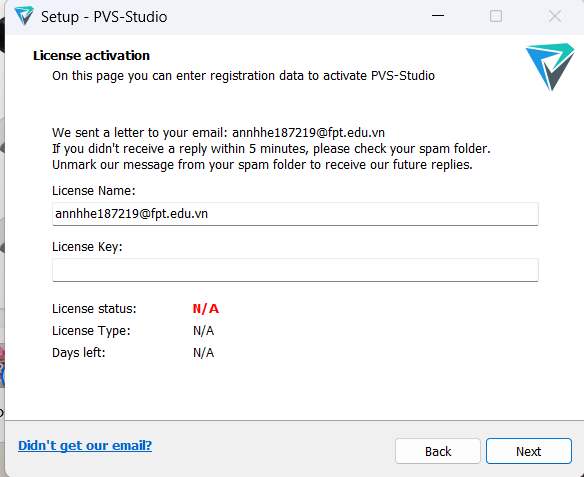 Setup - PVS-Studio
License activation
On this page you can enter registration data to activate PVS-Studio
We sent a letter to your email: annhhe187219@fpt.edu.vn
If you didn't receive a reply within 5 minutes, please check your spam folder.
Unmark our message from your spam folder to receive our future replies.
License Name:
annhhe187219@fpt.edu.vn
License Key:
License status: N/A
License Type: N/A
Days left: N/A
Didn't get our email?
Back Next